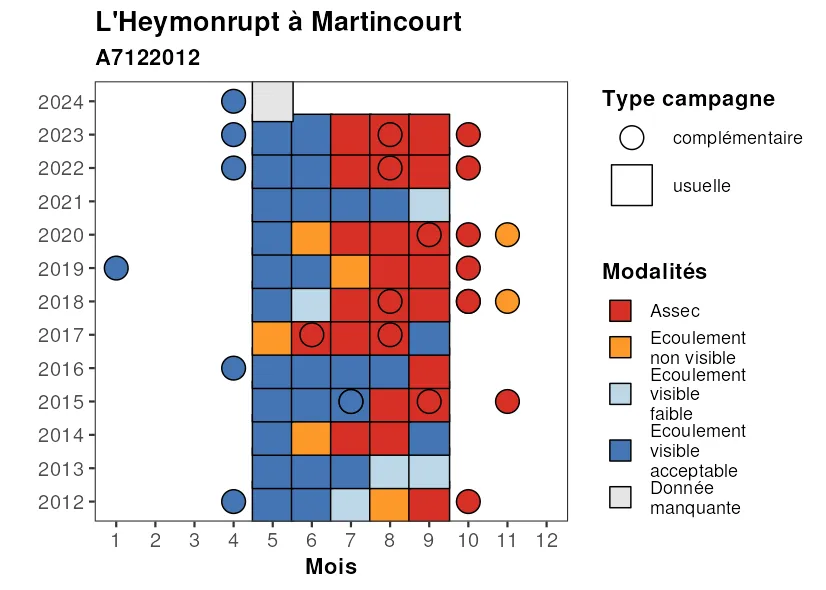 L'Heymonrupt à Martincourt
A7122012
2024
2023
2022
2021
2020
2019
2018
2017
2016
2015
2014
2013
2012
1 2 3 4 5 6 7 8 9 10 11 12
Mois
Type campagne
complémentaire
usuelle
Modalités
Assec
Ecoulement
non visible
Ecoulement
visible
faible
Ecoulement
visible
acceptable
Donnée
manquante